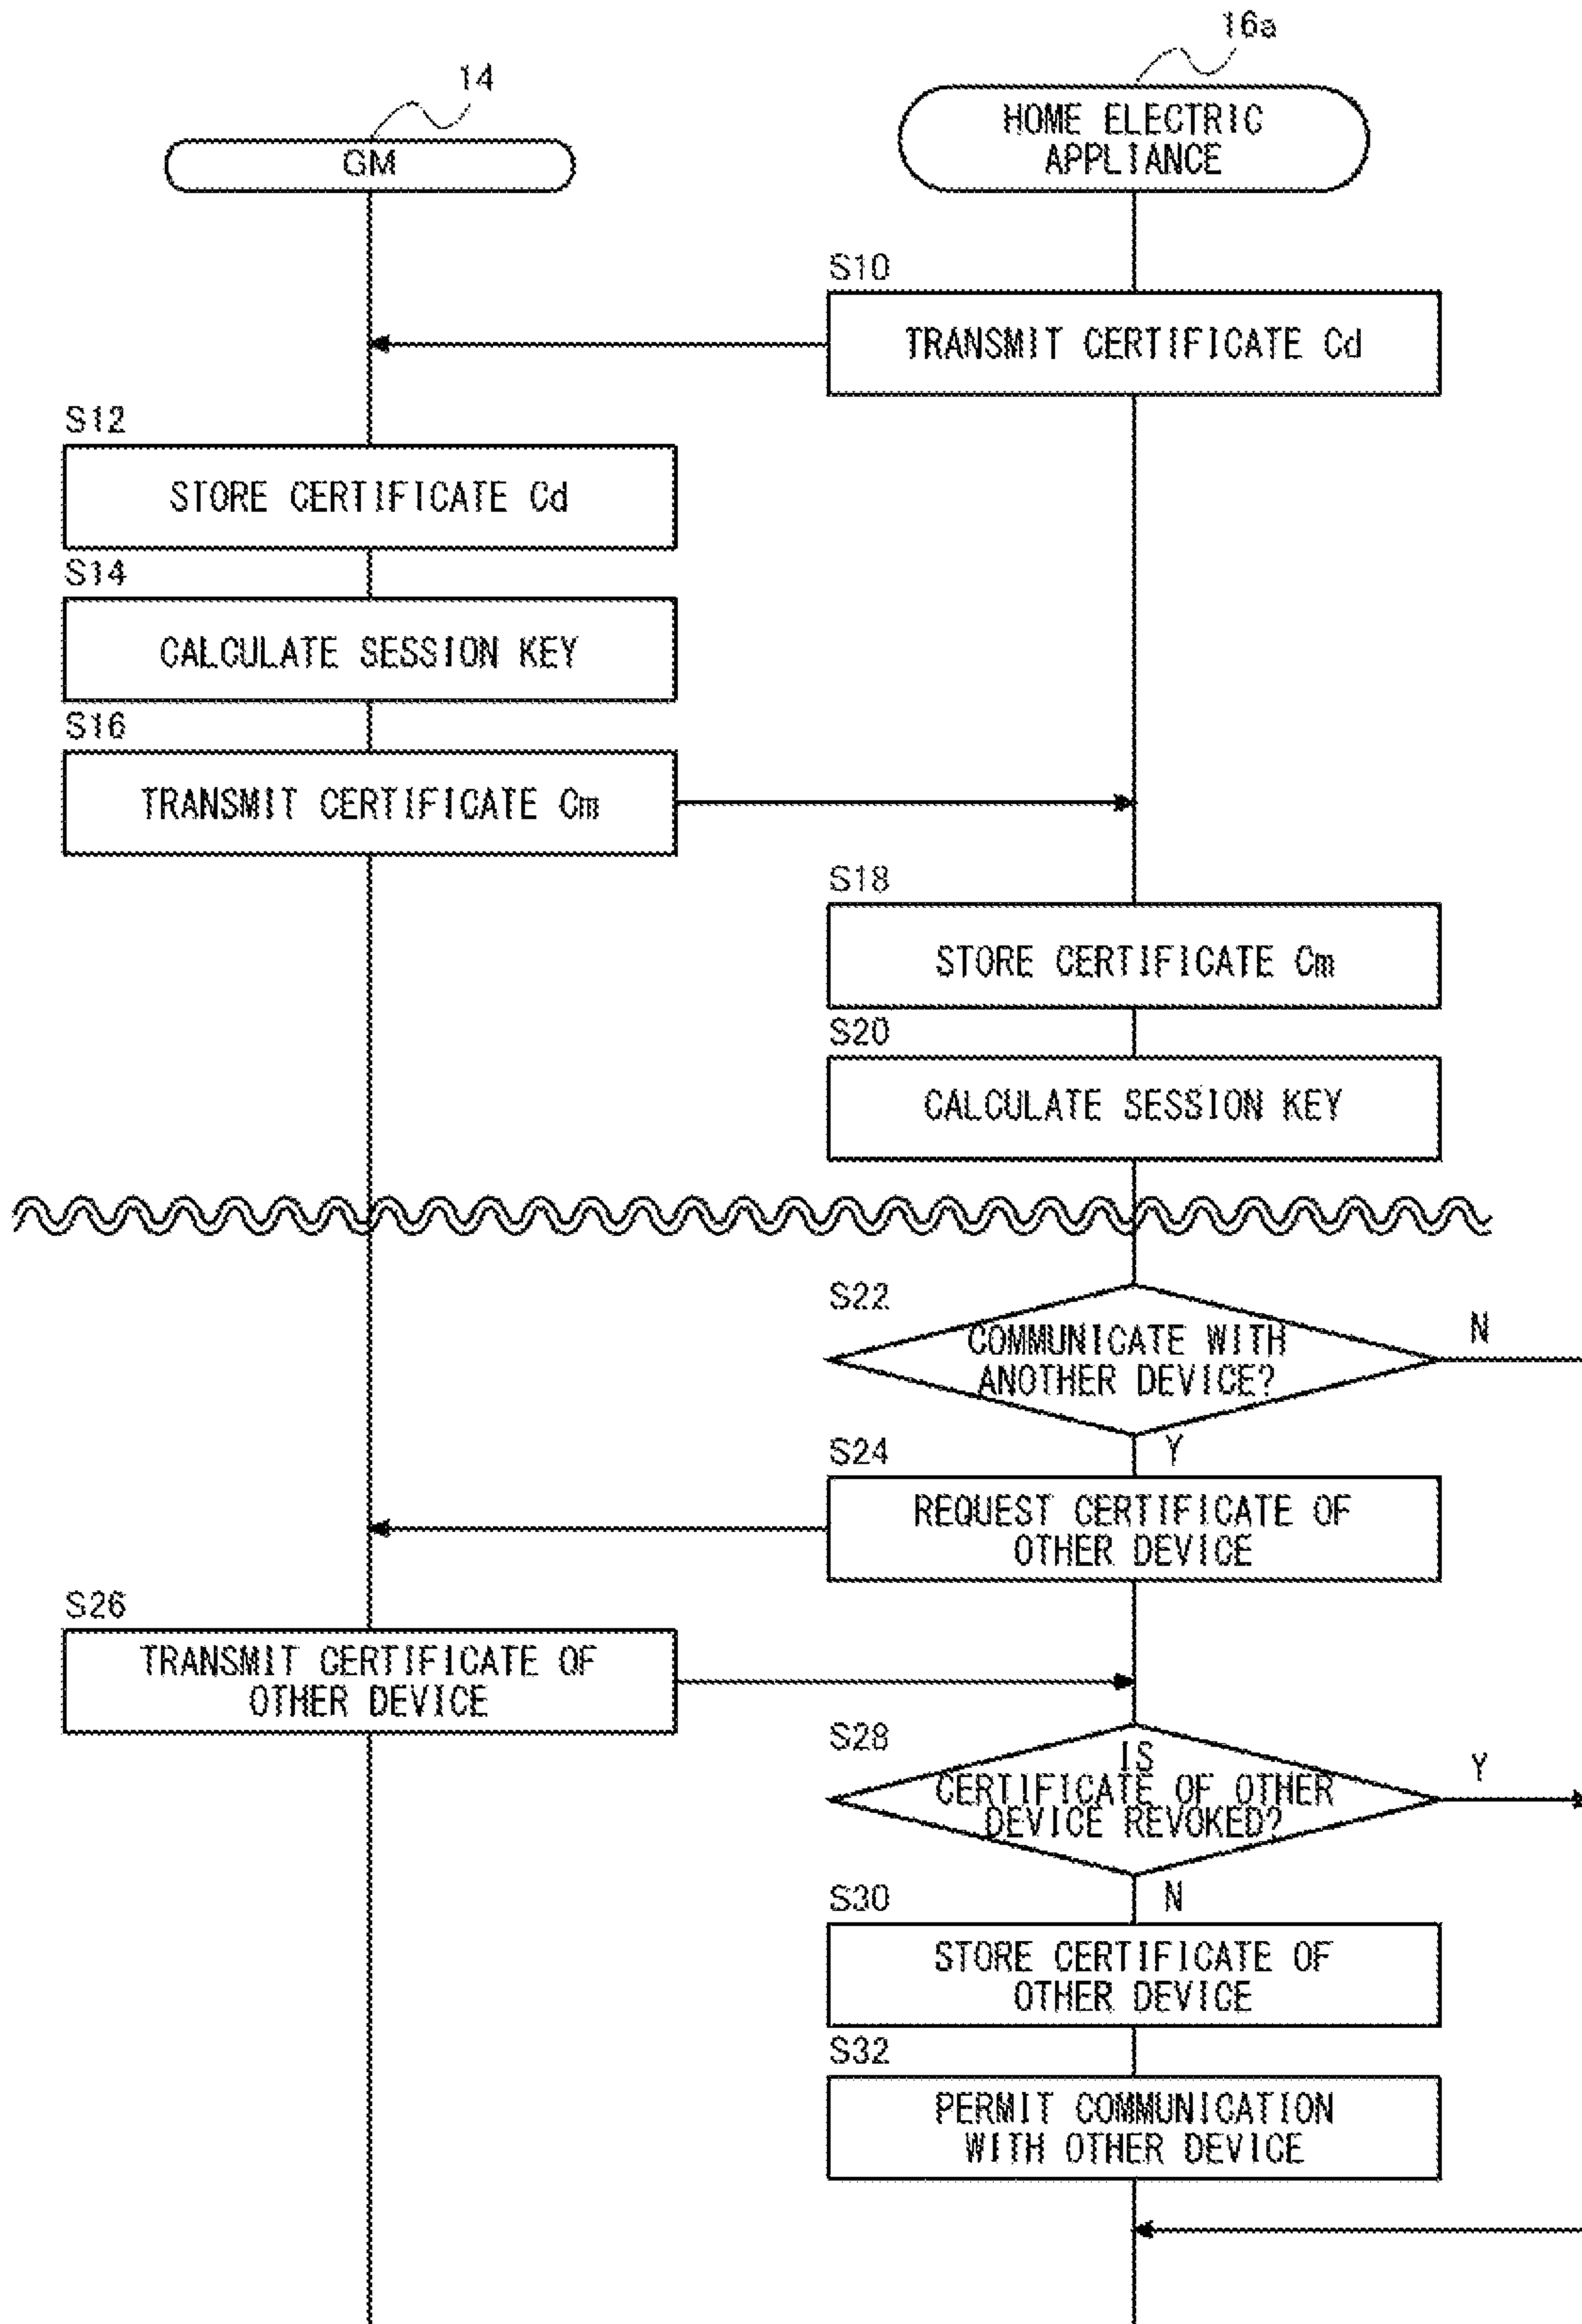 16a
14
HOME ELECTRIC
APPLIANCE
GM
S10
TRANSMIT CERTIFICATE Cd
S12
STORE CERTIFICATE Cd
S14
CALCULATE SESSION KEY
S16
TRANSMIT CERTIFICATE Cm
S18
STORE CERTIFICATE Cm
S20
CALCULATE SESSION KEY
S22
COMMUNICATE WITH
ANOTHER DEVICE?
N
Y
S24
REQUEST CERTIFICATE OF
OTHER DEVICE
S26
TRANSMIT CERTIFICATE OF
OTHER DEVICE
S28
IS
CERTIFICATE OF OTHER
DEVICE REVOKED?
Y
N
S30
STORE CERTIFICATE OF
OTHER DEVICE
S32
PERMIT COMMUNICATION
WITH OTHER DEVICE